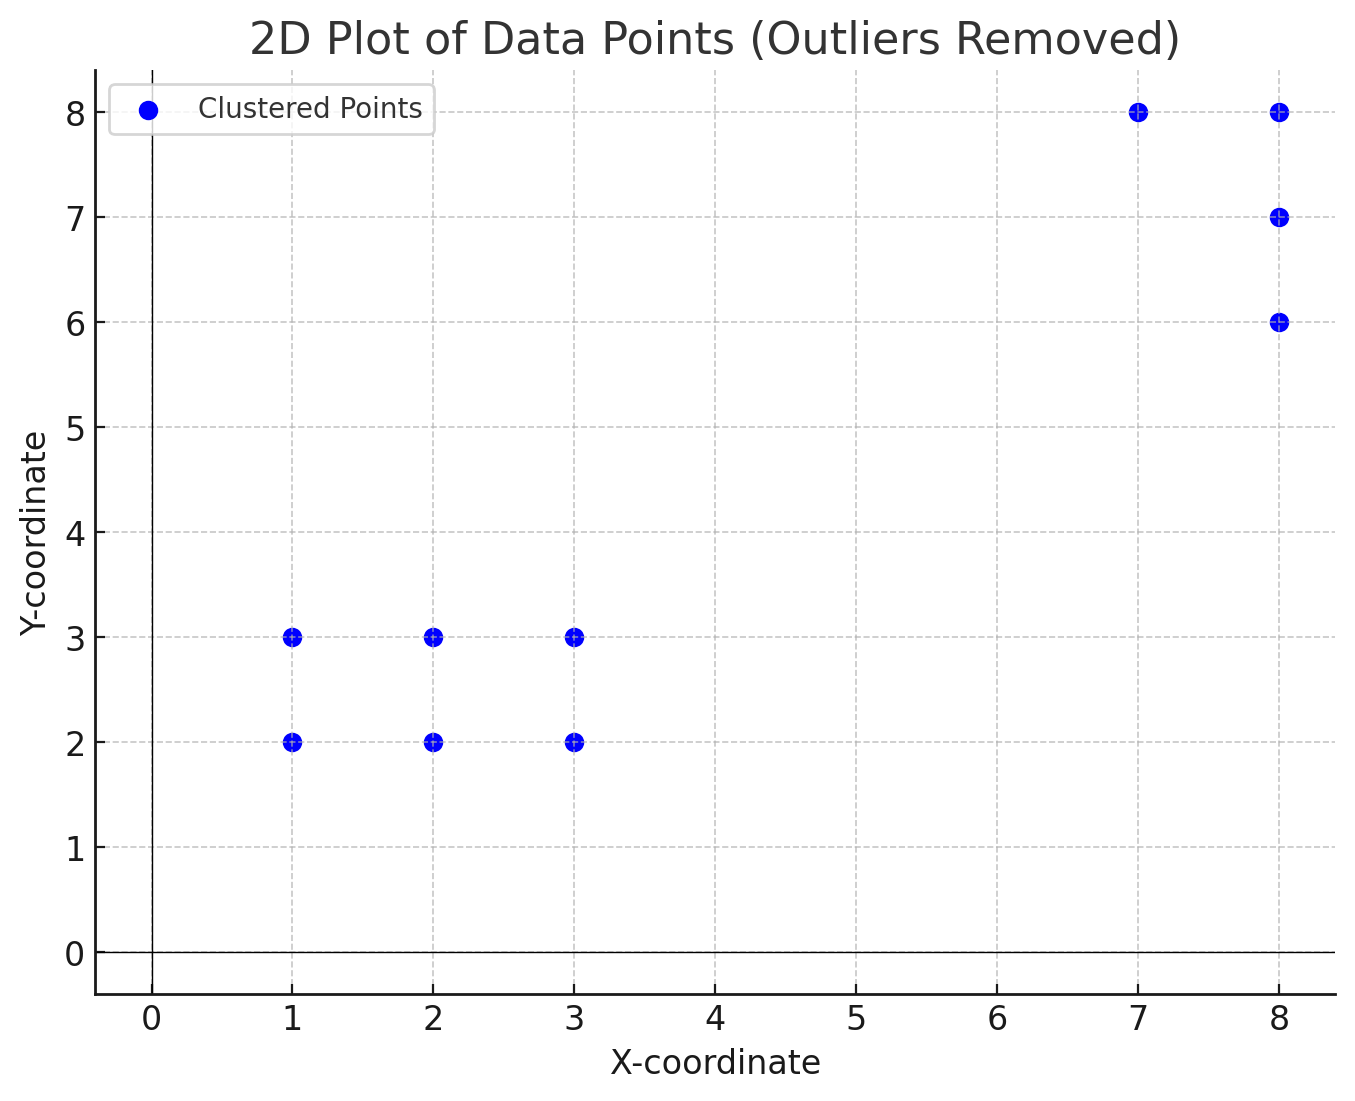 2D Plot of Data Points (Outliers Removed)
Clustered Points
8
7
6
5
4
3
2
1
0
Y-coordinate
0 1 2 3 4 5 6 7 8
X-coordinate